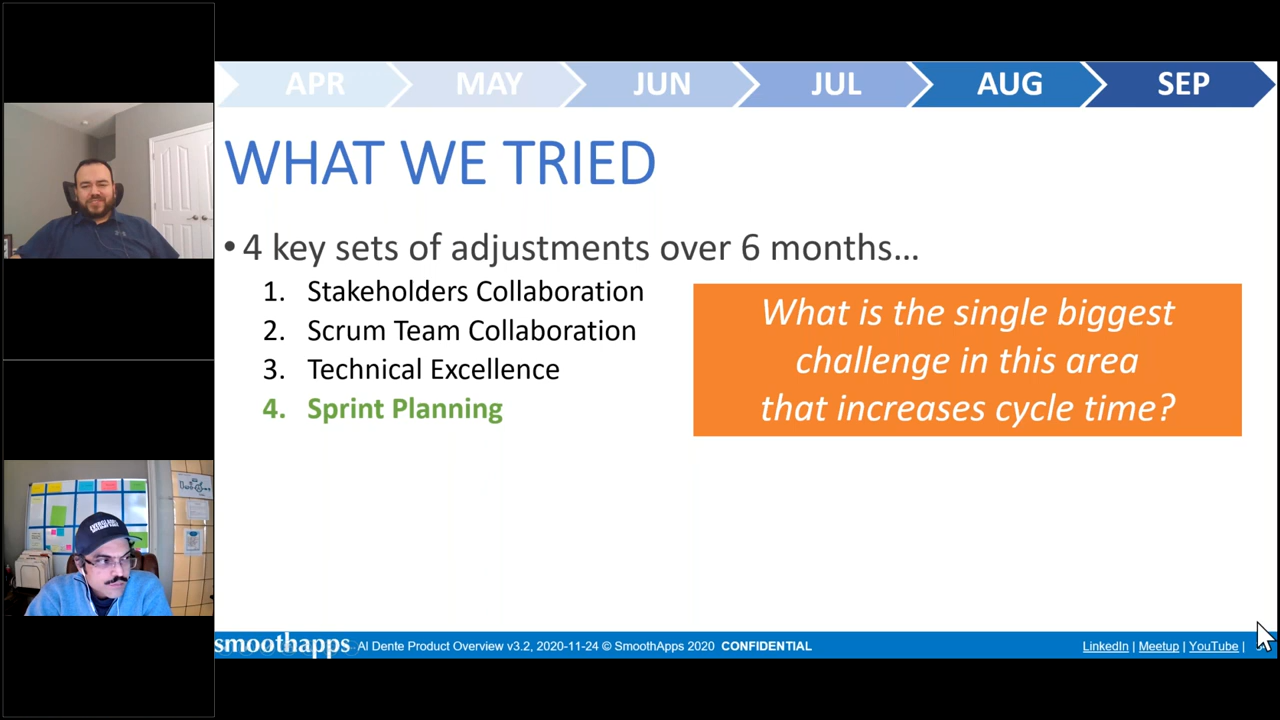 APR MAY JUN JUL AUG SEP
WHAT WE TRIED
• 4 key sets of adjustments over 6 months...
1. Stakeholders Collaboration
2. Scrum Team Collaboration
3. Technical Excellence
4. Sprint Planning
What is the single biggest
challenge in this area
that increases cycle time?
smoothapps Al Dente Product Overview v3.2, 2020-11-24 © SmoothApps 2020 CONFIDENTIAL LinkedIn | Meetup | YouTube |